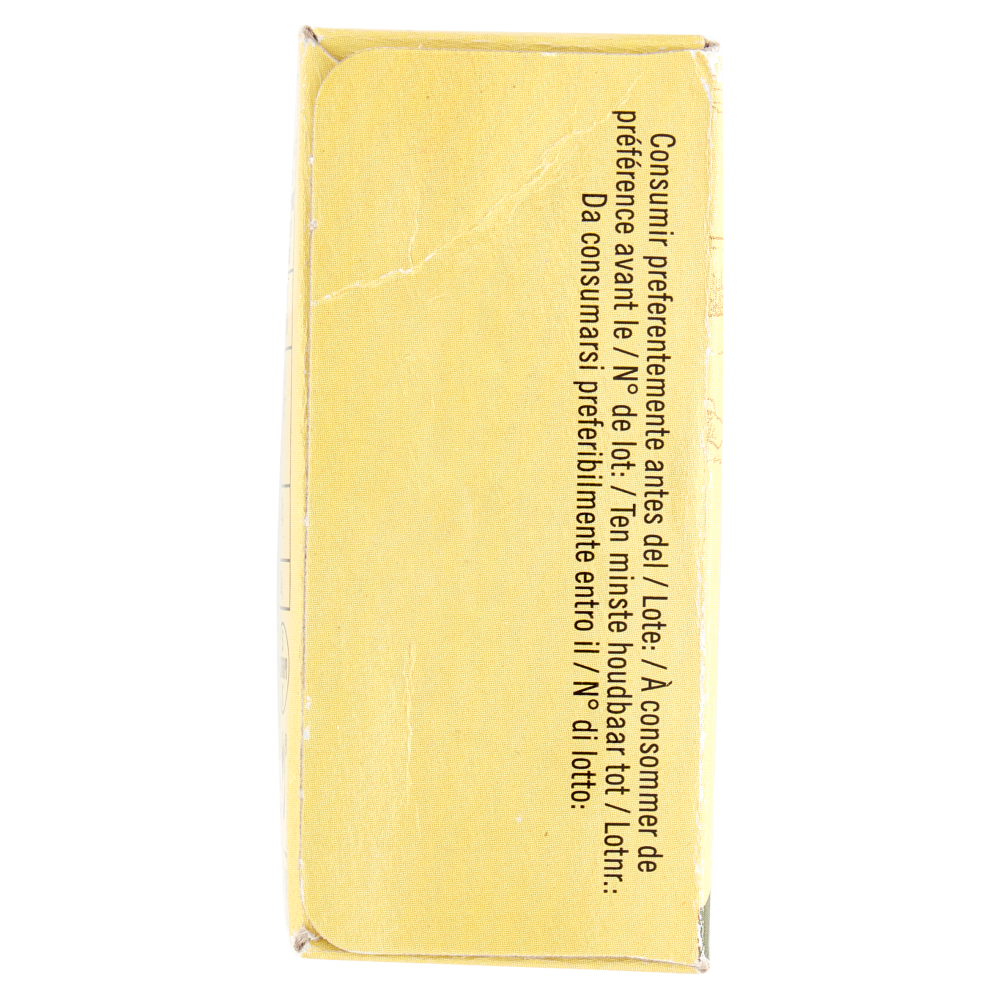 Consumir preferentemente antes del / Lote: / À consommer de
préférence avant le / N° de lot: / Ten minste houdbaar tot / Lotnr.:
Da consumarsi preferibilmente entro il / N° di lotto: